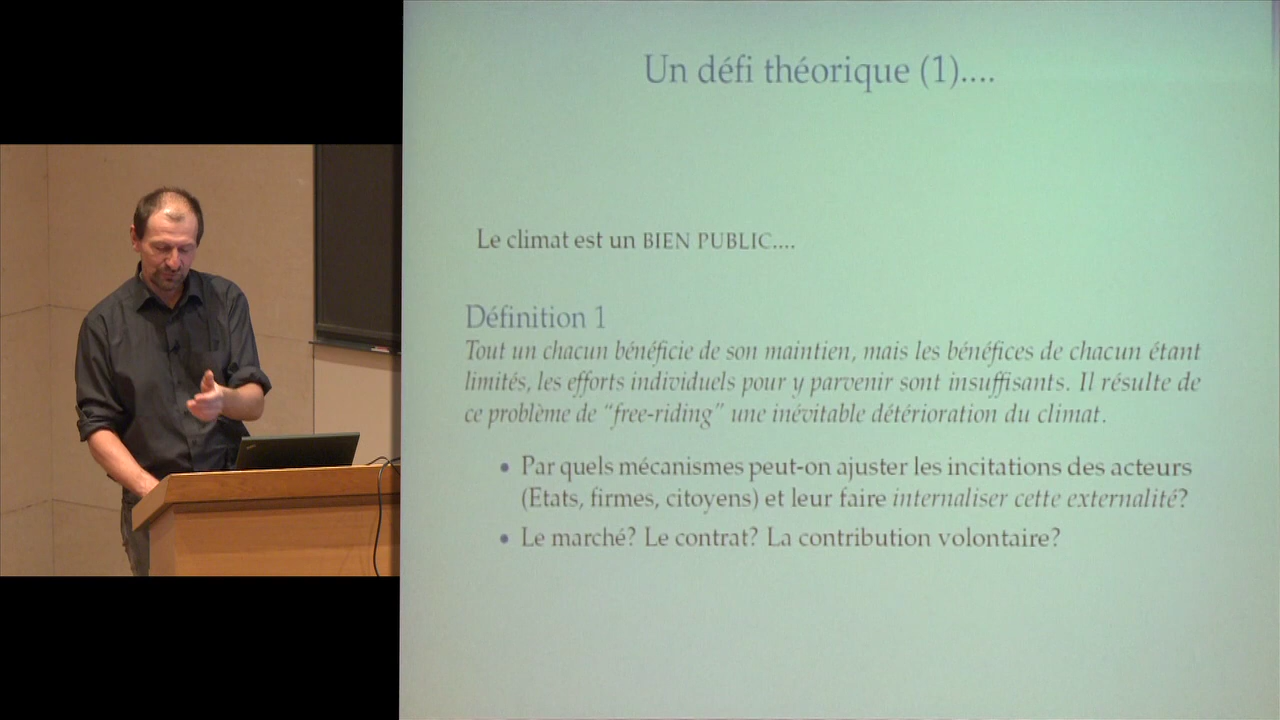 Un défi théorique (1)....
Le climat est un BIEN PUBLIC....
Définition 1
Tout un chacun bénéficie de son maintien, mais les bénéfices de chacun étant
limités, les efforts individuels pour y parvenir sont insuffisants. Il résulte de
ce problème de “free-riding” une inévitable détérioration du climat.
• Par quels mécanismes peut-on ajuster les incitations des acteurs
(Etats, firmes, citoyens) et leur faire internaliser cette externalité?
• Le marché? Le contrat? La contribution volontaire?